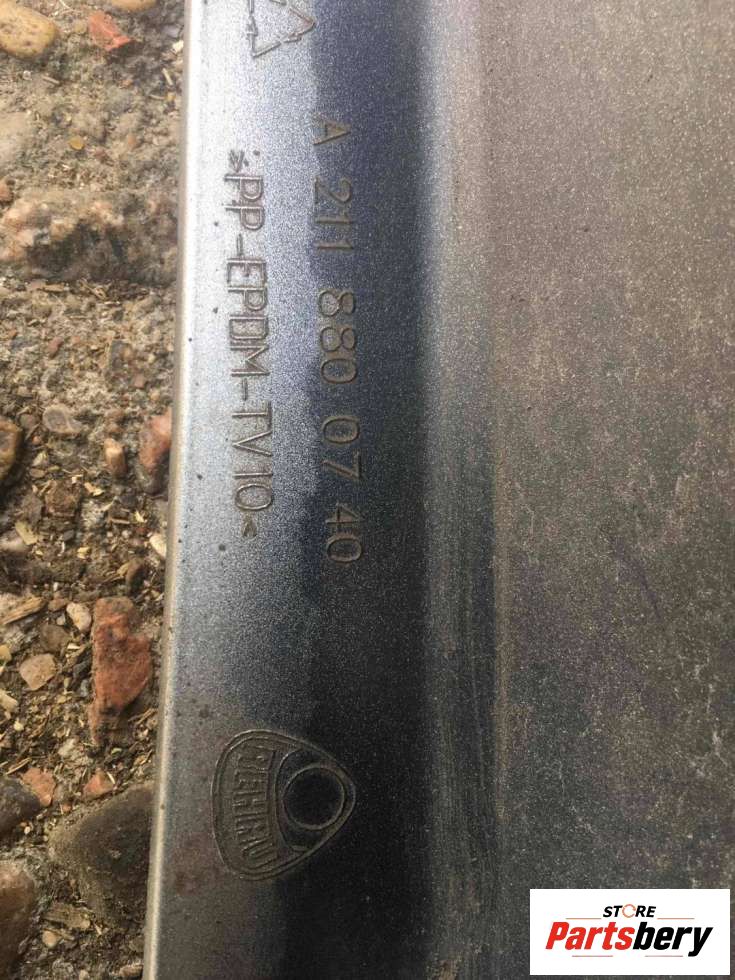 A 211 880 07 40
>PP-EPDM-TV10<
STORE
Partsbery